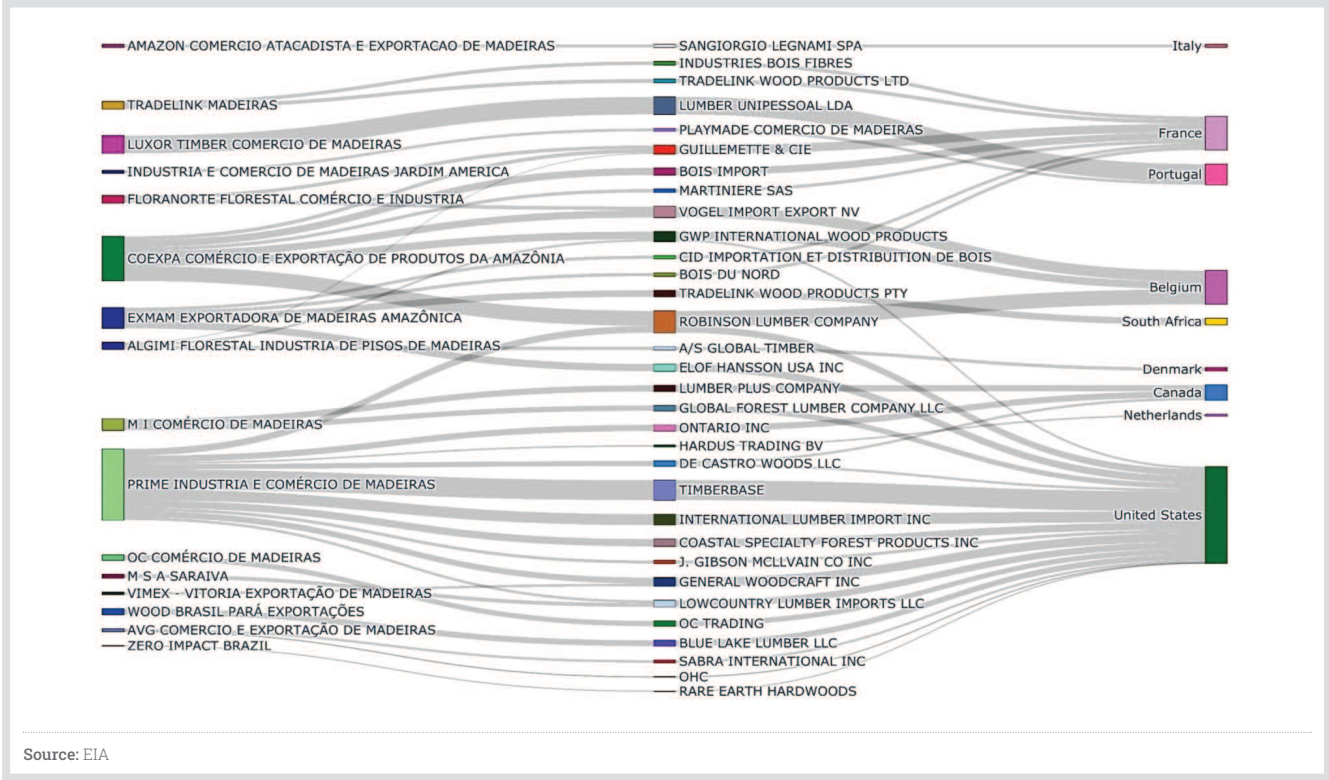 AMAZON COMERCIO ATACADISTA E EXPORTACAO DE MADEIRAS
TRADELINK MADEIRAS
LUXOR TIMBER COMERCIO DE MADEIRAS
INDUSTRIA E COMERCIO DE MADEIRAS JARDIM AMERICA
FLORANORTE FLORESTAL COMÉRCIO E INDUSTRIA
COEXPA COMÉRCIO E EXPORTAÇÃO DE PRODUTOS DA AMAZÔNIA
EXMAM EXPORTADORA DE MADEIRAS AMAZÔNICA
ALGIMI FLORESTAL INDUSTRIA DE PISOS DE MADEIRAS
M I COMÉRCIO DE MADEIRAS
PRIME INDUSTRIA E COMÉRCIO DE MADEIRAS
OC COMÉRCIO DE MADEIRAS
M S A SARAIVA
VIMEX - VITORIA EXPORTAÇÃO DE MADEIRAS
WOOD BRASIL PARÁ EXPORTAÇÕES
AVG COMERCIO E EXPORTAÇÃO DE MADEIRAS
ZERO IMPACT BRAZIL
SANGIORGIO LEGNAMI SPA
INDUSTRIES BOIS FIBRES
TRADELINK WOOD PRODUCTS LTD
LUMBER UNIPESSOAL LDA
PLAYMADE COMERCIO DE MADEIRAS
GUILLEMETTE & CIE
BOIS IMPORT
MARTINIERE SAS
VOGEL IMPORT EXPORT NV
GWP INTERNATIONAL WOOD PRODUCTS
CID IMPORTATION ET DISTRIBUITION DE BOIS
BOIS DU NORD
TRADELINK WOOD PRODUCTS PTY
ROBINSON LUMBER COMPANY
A/S GLOBAL TIMBER
ELOF HANSSON USA INC
LUMBER PLUS COMPANY
GLOBAL FOREST LUMBER COMPANY LLC
ONTARIO INC
HARDUS TRADING BV
DE CASTRO WOODS LLC
TIMBERBASE
INTERNATIONAL LUMBER IMPORT INC
COASTAL SPECIALTY FOREST PRODUCTS INC
J. GIBSON MCLLVAIN CO INC
GENERAL WOODCRAFT INC
LOWCOUNTRY LUMBER IMPORTS LLC
OC TRADING
BLUE LAKE LUMBER LLC
SABRA INTERNATIONAL INC
OHC
RARE EARTH HARDWOODS
Italy
France
Portugal
Belgium
South Africa
Denmark
Canada
Netherlands
United States
Source: EIA